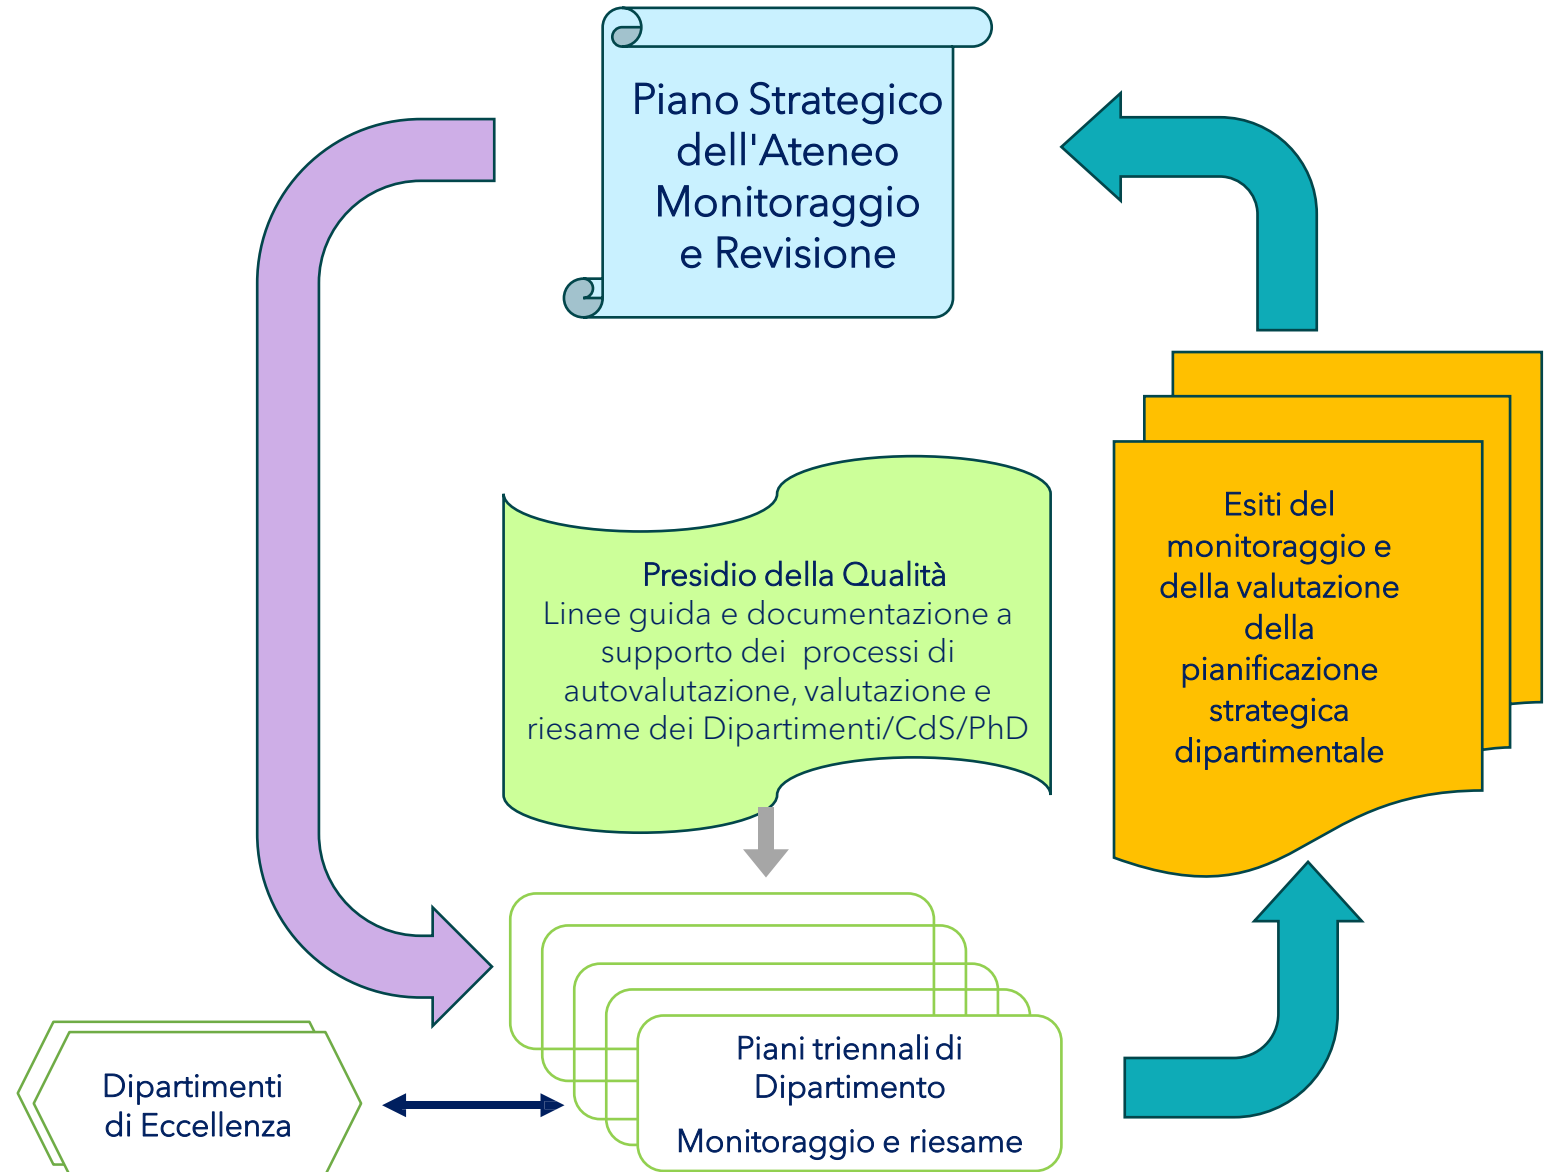 Piano Strategico
dell'Ateneo
Monitoraggio
e Revisione
Presidio della Qualità
Linee guida e documentazione a
supporto dei processi di
autovalutazione, valutazione e
riesame dei Dipartimenti/CdS/PhD
Esiti del
monitoraggio e
della valutazione
della
pianificazione
strategica
dipartimentale
Dipartimenti
di Eccellenza
Piani triennali di
Dipartimento
Monitoraggio e riesame